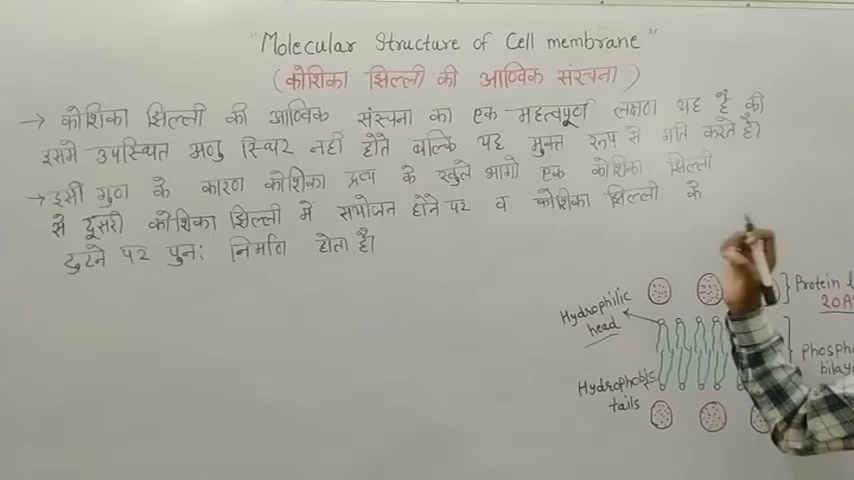 "Molecular Structure of Cell membrane"
(कोशिका झिल्ली की आण्विक संरचना)
→ कोशिका झिल्ली की आण्विक संरचना का एक महत्वपूर्ण लक्षण यह है की
इसमे उपस्थित अणु स्थिर नही होते बल्कि यह मुक्त रूप से गति करते है।
→ इसी गुण के कारण कोशिका द्रव्य के खुले भागो एक कोशिका झिल्ली
से दूसरी कोशिका झिल्ली में संयोजन होने पर व कोशिका झिल्ली के
टुटने पर पुनः निर्माण होता है।
Hydrophilic
head
Hydrophobic
tails
Protein l
20A
Phosph
bilay